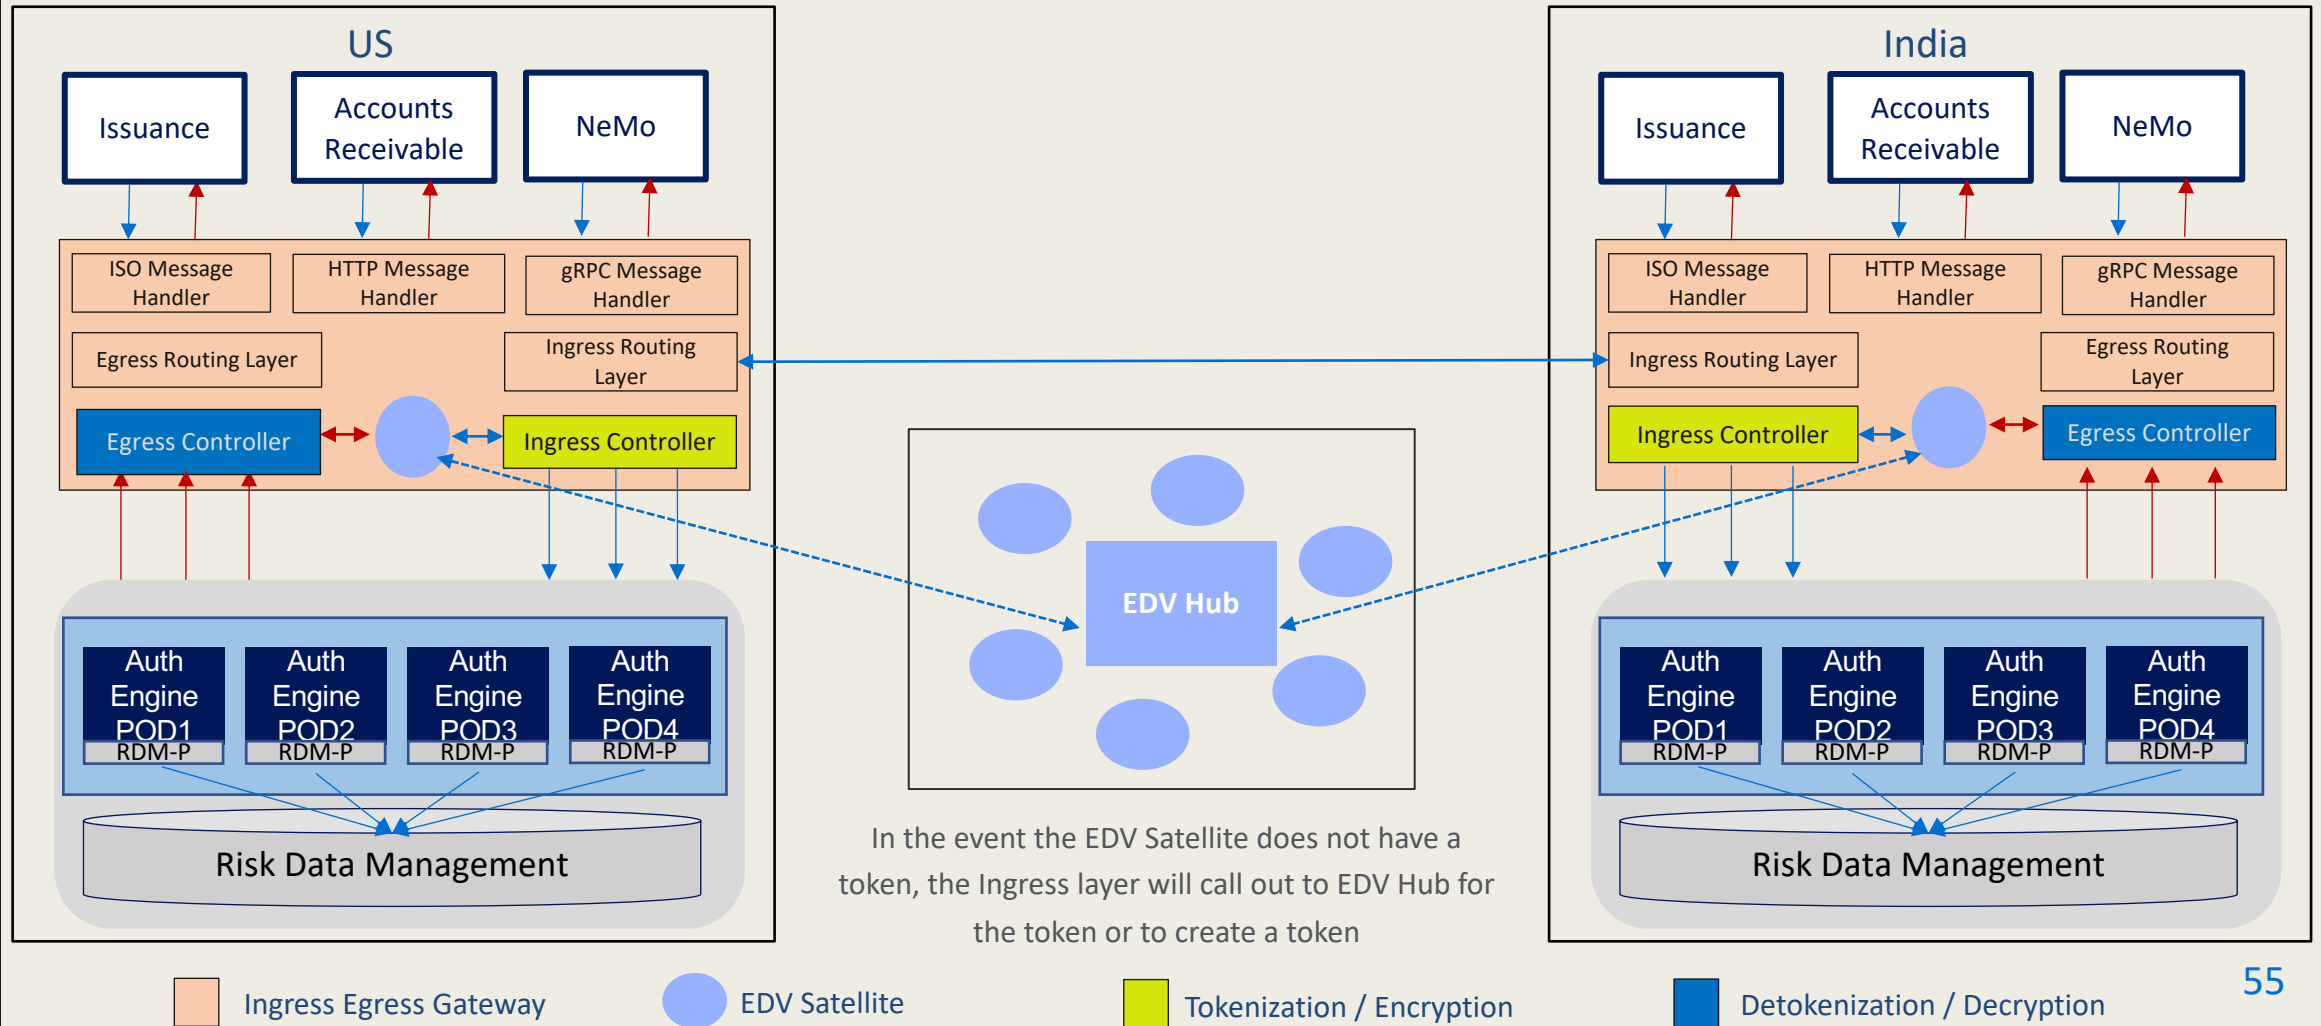 US
Issuance
Accounts
Receivable
NeMo
ISO Message
Handler
HTTP Message
Handler
gRPC Message
Handler
Egress Routing Layer
Ingress Routing
Layer
Egress Controller
Ingress Controller
Auth
Engine
POD1
RDM-P
Auth
Engine
POD2
RDM-P
Auth
Engine
POD3
RDM-P
Auth
Engine
POD4
RDM-P
Risk Data Management
EDV Hub
In the event the EDV Satellite does not have a
token, the Ingress layer will call out to EDV Hub for
the token or to create a token
India
Issuance
Accounts
Receivable
NeMo
ISO Message
Handler
HTTP Message
Handler
gRPC Message
Handler
Ingress Routing Layer
Egress Routing
Layer
Ingress Controller
Egress Controller
Auth
Engine
POD1
RDM-P
Auth
Engine
POD2
RDM-P
Auth
Engine
POD3
RDM-P
Auth
Engine
POD4
RDM-P
Risk Data Management
Ingress Egress Gateway
EDV Satellite
Tokenization / Encryption
Detokenization / Decryption
55